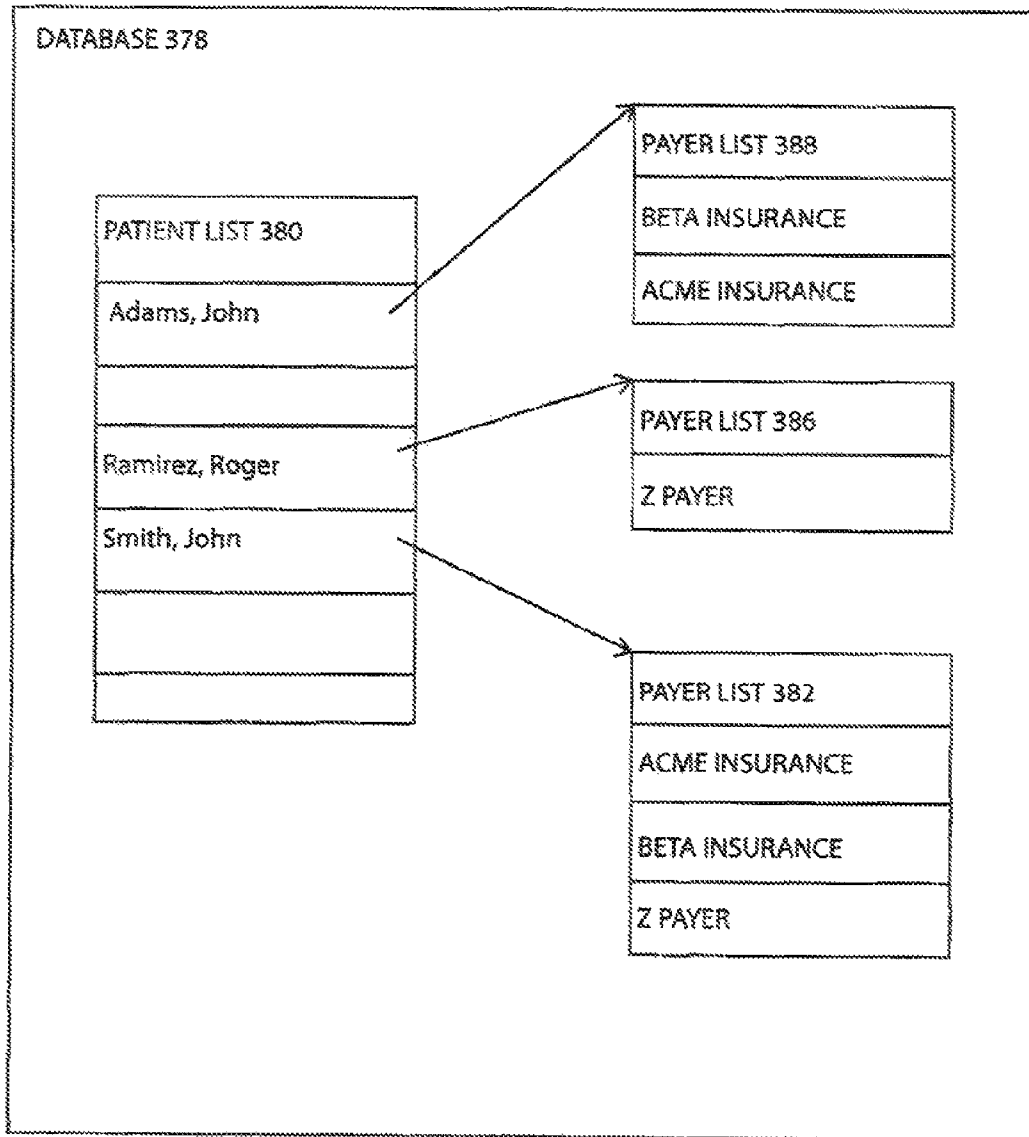 DATABASE 378
PATIENT LIST 380
Adams, John
Ramirez, Roger
Smith, John
PAYER LIST 388
BETA INSURANCE
ACME INSURANCE
PAYER LIST 386
Z PAYER
PAYER LIST 382
ACME INSURANCE
BETA INSURANCE
Z PAYER